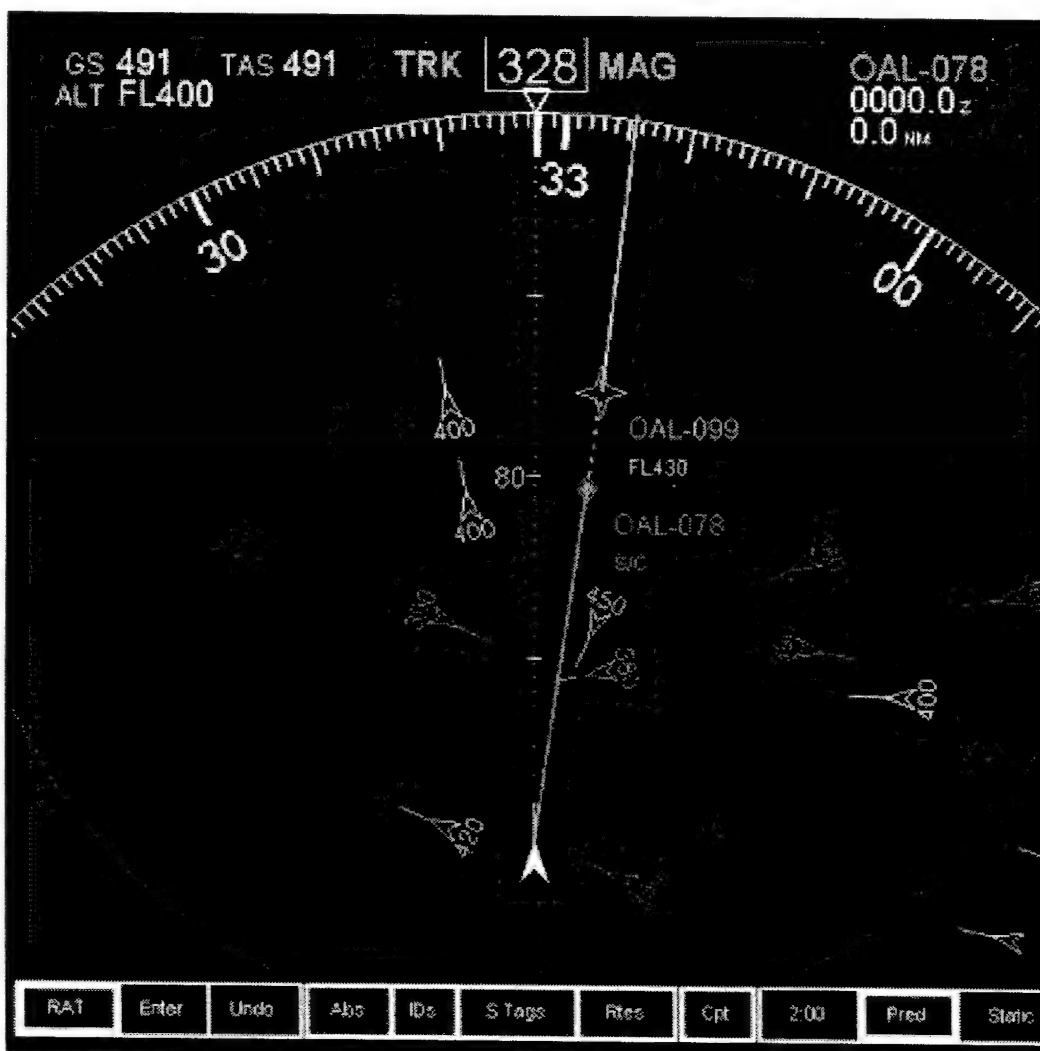 GS 491 TAS 491 TRK 328 MAG OAL-078
ALT FL400 0000.0z
0.0 NM
33
30
00
400
OAL-099
FL430
80
400
OAL-078
S/C
450
400
420
RAT Enter Undo Abs IDs S Tags Rtes Cpt 2:00 Pred Static